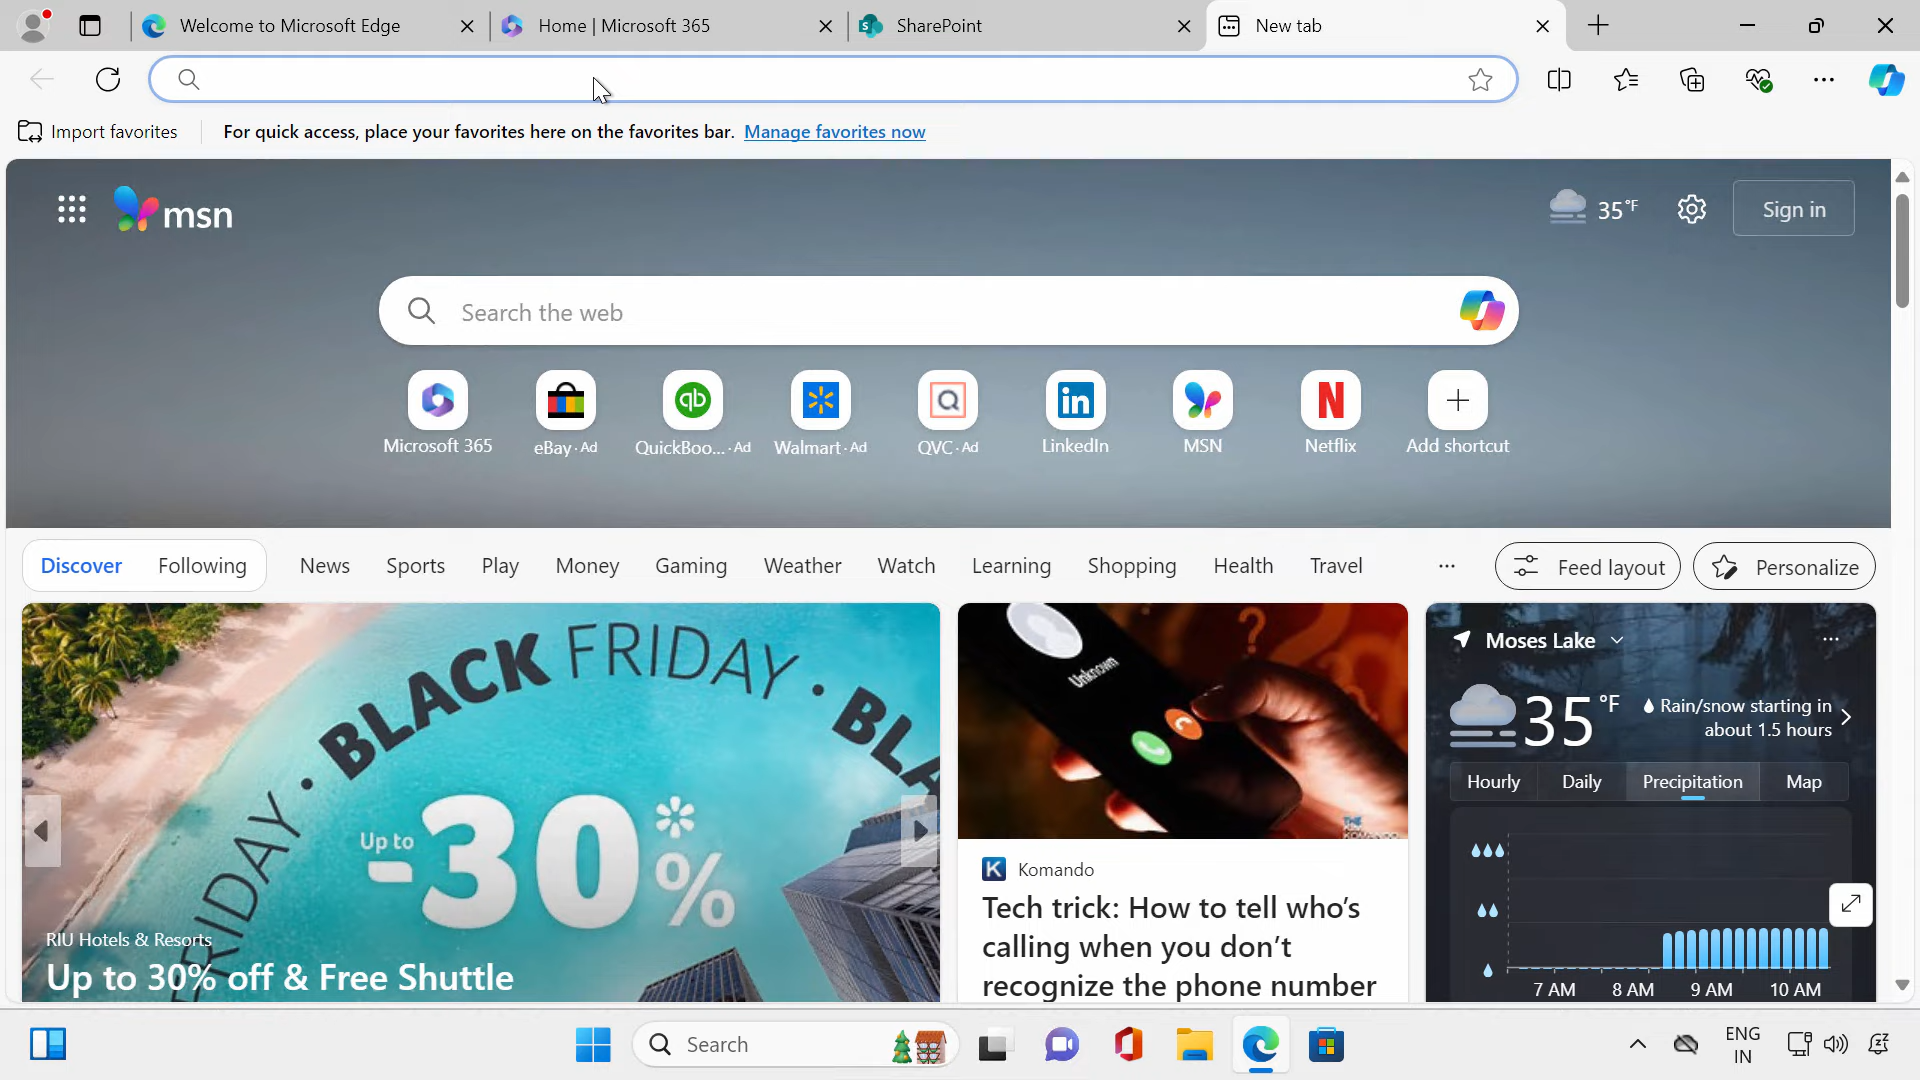 Welcome to Microsoft Edge
Home | Microsoft 365
SharePoint
New tab
Import favorites
For quick access, place your favorites here on the favorites bar. Manage favorites now
msn
35°F
Sign in
Search the web
Microsoft 365
eBay · Ad
QuickBoo... · Ad
Walmart · Ad
QVC · Ad
LinkedIn
MSN
Netflix
Add shortcut
Discover
Following
News
Sports
Play
Money
Gaming
Weather
Watch
Learning
Shopping
Health
Travel
Feed layout
Personalize
BLACK FRIDAY · BLA
FRIDAY ·
Up to
-30%*
RIU Hotels & Resorts
Up to 30% off & Free Shuttle
Unknown
Komando
Tech trick: How to tell who's
calling when you don't
recognize the phone number
Moses Lake
35°F
Rain/snow starting in
about 1.5 hours
Hourly
Daily
Precipitation
Map
7 AM
8 AM
9 AM
10 AM
Search
ENG
IN